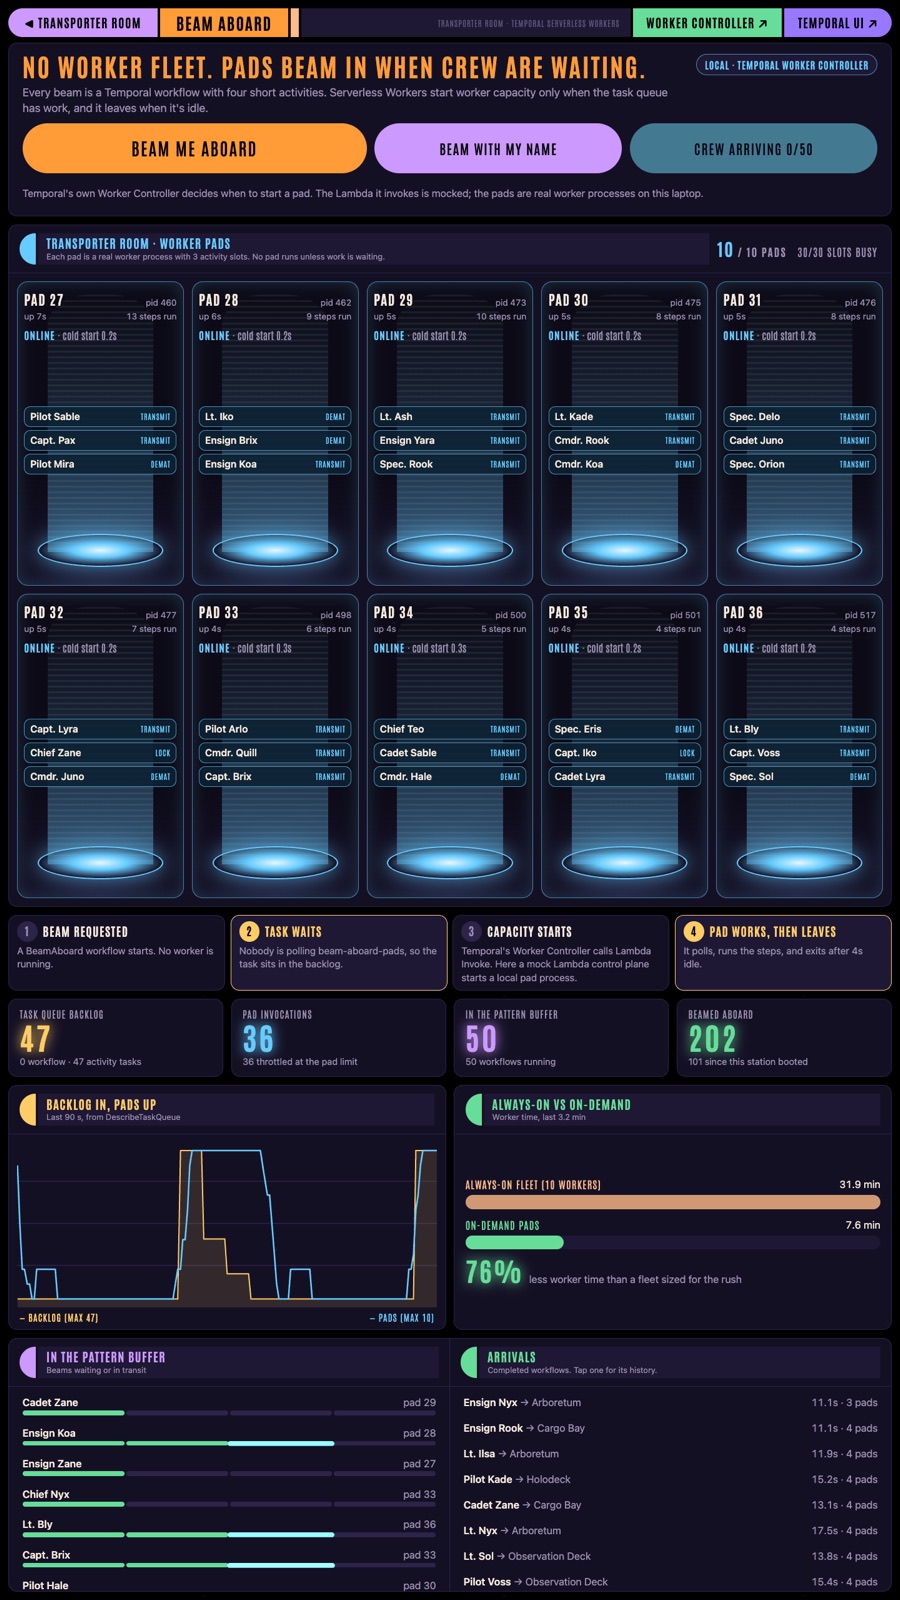 ◄ TRANSPORTER ROOM
BEAM ABOARD
TRANSPORTER ROOM · TEMPORAL SERVERLESS WORKERS
WORKER CONTROLLER ↗
TEMPORAL UI ↗
NO WORKER FLEET. PADS BEAM IN WHEN CREW ARE WAITING.
LOCAL · TEMPORAL WORKER CONTROLLER
Every beam is a Temporal workflow with four short activities. Serverless Workers start worker capacity only when the task queue
has work, and it leaves when it's idle.
BEAM ME ABOARD
BEAM WITH MY NAME
CREW ARRIVING 0/50
Temporal's own Worker Controller decides when to start a pad. The Lambda it invokes is mocked; the pads are real worker processes on this laptop.
TRANSPORTER ROOM · WORKER PADS
Each pad is a real worker process with 3 activity slots. No pad runs unless work is waiting.
10 / 10 PADS 30/30 SLOTS BUSY
PAD 27 pid 460
up 7s 13 steps run
ONLINE · cold start 0.2s
Pilot Sable TRANSMIT
Capt. Pax TRANSMIT
Pilot Mira DEMAT
PAD 28 pid 462
up 6s 9 steps run
ONLINE · cold start 0.2s
Lt. Iko DEMAT
Ensign Brix DEMAT
Ensign Koa TRANSMIT
PAD 29 pid 473
up 5s 10 steps run
ONLINE · cold start 0.2s
Lt. Ash TRANSMIT
Ensign Yara TRANSMIT
Spec. Rook TRANSMIT
PAD 30 pid 475
up 5s 8 steps run
ONLINE · cold start 0.2s
Lt. Kade TRANSMIT
Cmdr. Rook TRANSMIT
Cmdr. Koa DEMAT
PAD 31 pid 476
up 5s 8 steps run
ONLINE · cold start 0.2s
Spec. Delo TRANSMIT
Cadet Juno TRANSMIT
Spec. Orion TRANSMIT
PAD 32 pid 477
up 5s 7 steps run
ONLINE · cold start 0.2s
Capt. Lyra TRANSMIT
Chief Zane LOCK
Cmdr. Juno DEMAT
PAD 33 pid 498
up 4s 6 steps run
ONLINE · cold start 0.3s
Pilot Arlo TRANSMIT
Cmdr. Quill TRANSMIT
Capt. Brix TRANSMIT
PAD 34 pid 500
up 4s 5 steps run
ONLINE · cold start 0.3s
Chief Teo TRANSMIT
Cadet Sable TRANSMIT
Cmdr. Hale DEMAT
PAD 35 pid 501
up 4s 4 steps run
ONLINE · cold start 0.2s
Spec. Eris DEMAT
Capt. Iko LOCK
Cadet Lyra TRANSMIT
PAD 36 pid 517
up 4s 4 steps run
ONLINE · cold start 0.2s
Lt. Bly TRANSMIT
Capt. Voss TRANSMIT
Spec. Sol DEMAT
1 BEAM REQUESTED
A BeamAboard workflow starts. No worker is
running.
2 TASK WAITS
Nobody is polling beam-aboard-pads, so the
task sits in the backlog.
3 CAPACITY STARTS
Temporal's Worker Controller calls Lambda
Invoke. Here a mock Lambda control plane
starts a local pad process.
4 PAD WORKS, THEN LEAVES
It polls, runs the steps, and exits after 4s
idle.
TASK QUEUE BACKLOG
47
0 workflow · 47 activity tasks
PAD INVOCATIONS
36
36 throttled at the pad limit
IN THE PATTERN BUFFER
50
50 workflows running
BEAMED ABOARD
202
101 since this station booted
BACKLOG IN, PADS UP
Last 90 s, from DescribeTaskQueue
— BACKLOG (MAX 47)
— PADS (MAX 10)
ALWAYS-ON VS ON-DEMAND
Worker time, last 3.2 min
ALWAYS-ON FLEET (10 WORKERS) 31.9 min
ON-DEMAND PADS 7.6 min
76% less worker time than a fleet sized for the rush
IN THE PATTERN BUFFER
Beams waiting or in transit
Cadet Zane pad 29
Ensign Koa pad 28
Ensign Zane pad 27
Chief Nyx pad 33
Lt. Bly pad 36
Capt. Brix pad 33
Pilot Hale pad 30
ARRIVALS
Completed workflows. Tap one for its history.
Ensign Nyx → Arboretum 11.1s · 3 pads
Ensign Rook → Cargo Bay 11.1s · 4 pads
Lt. Ilsa → Arboretum 11.9s · 4 pads
Pilot Kade → Holodeck 15.2s · 4 pads
Cadet Zane → Cargo Bay 13.1s · 4 pads
Lt. Nyx → Arboretum 17.5s · 4 pads
Lt. Sol → Observation Deck 13.8s · 4 pads
Pilot Voss → Observation Deck 15.4s · 4 pads